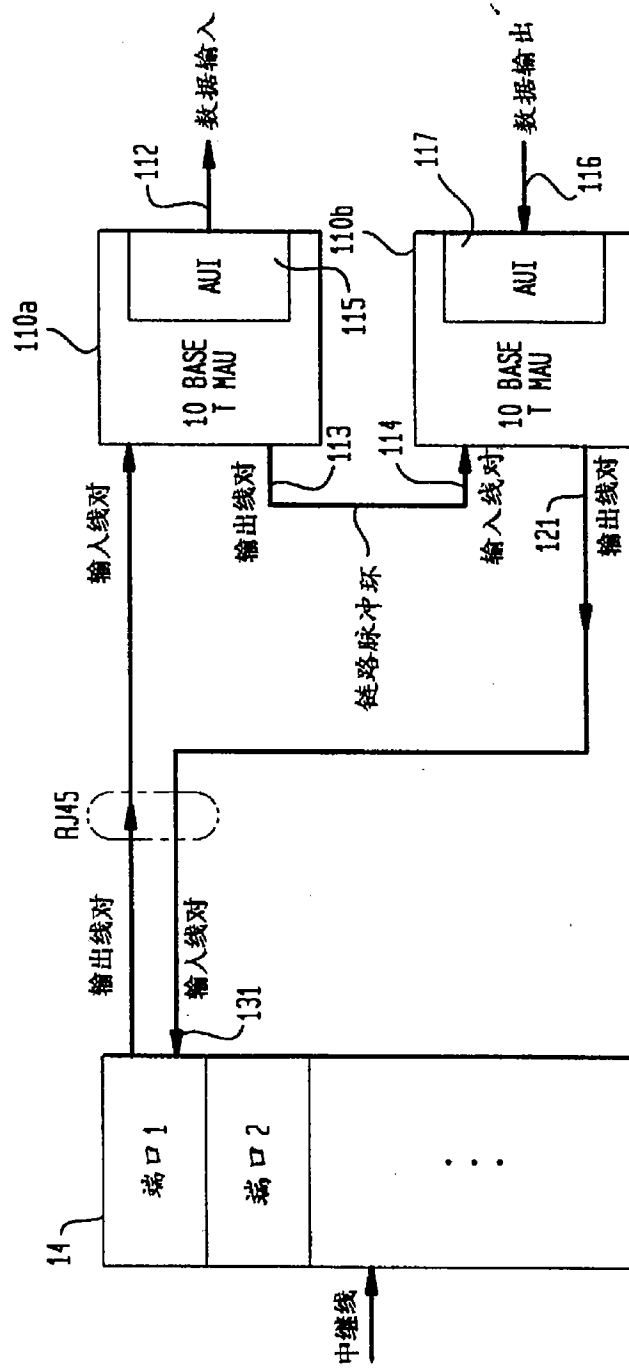 110a
14
RJ45
输出线对
输入线对
112
数据输入
10 BASE
T MAU
AUI
115
端口 1
输入线对
131
输出线对
113
端口 2
链路脉冲环
114
110b
输入线对
117
10 BASE
T MAU
AUI
数据输出
116
中继线
. . .
121
输出线对